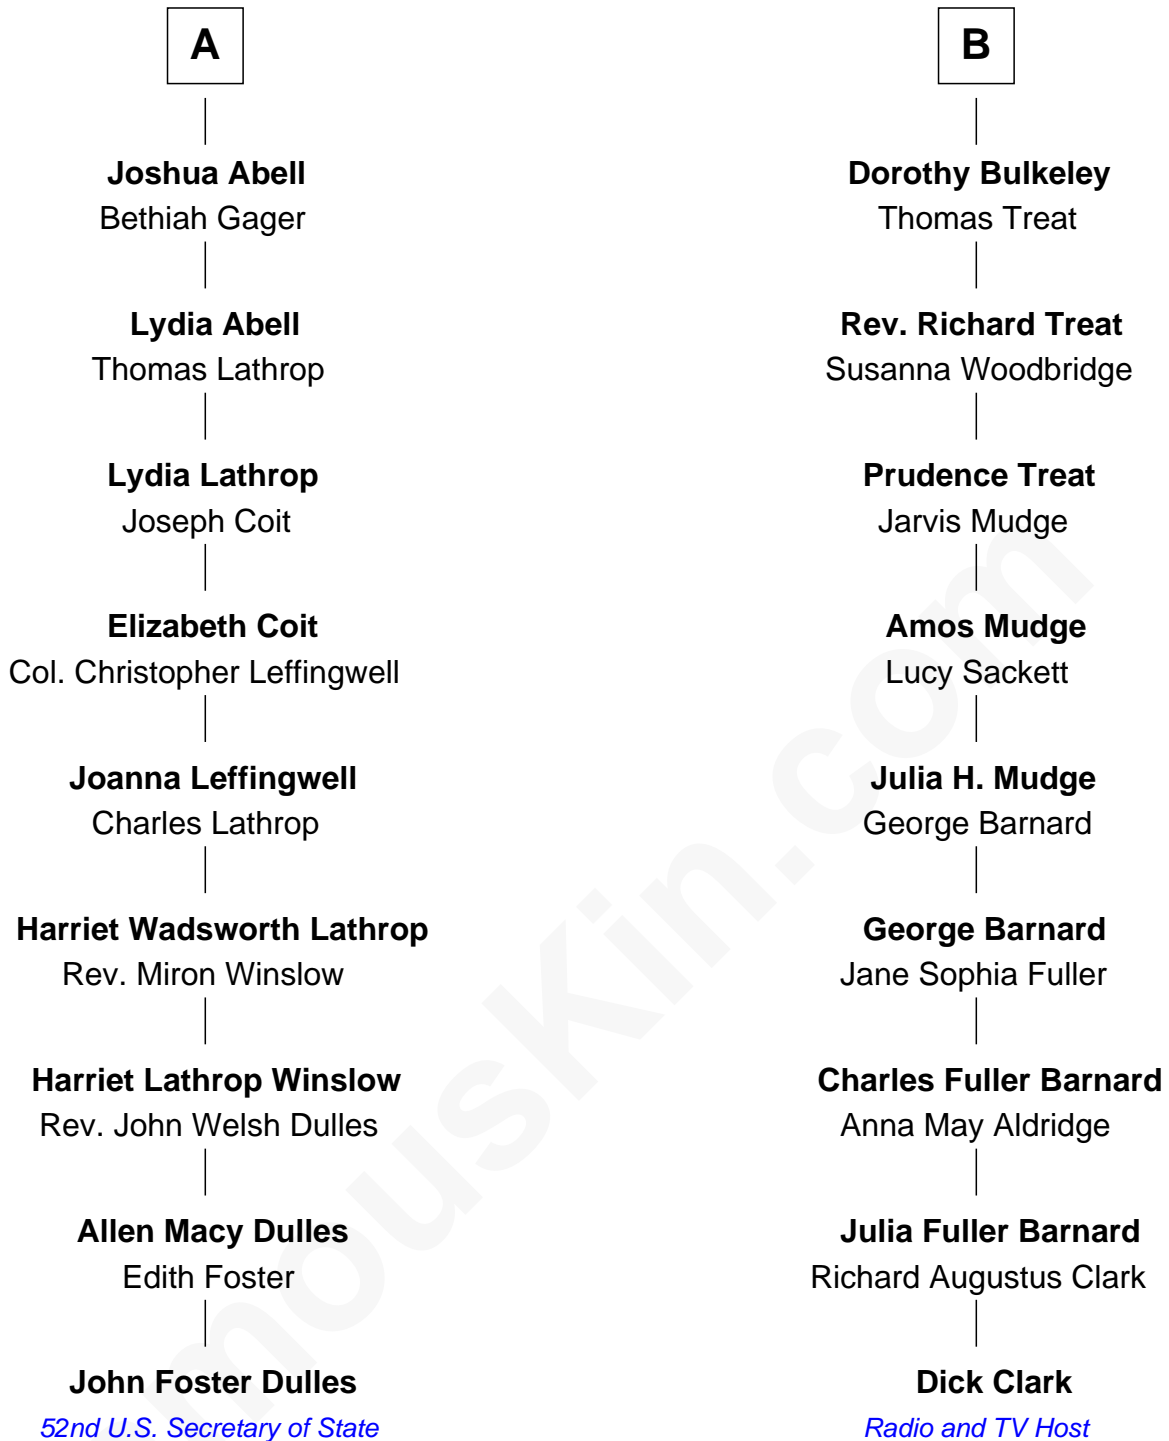 A
Joshua Abell
Bethiah Gager
Lydia Abell
Thomas Lathrop
Lydia Lathrop
Joseph Coit
Elizabeth Coit
Col. Christopher Leffingwell
Joanna Leffingwell
Charles Lathrop
Harriet Wadsworth Lathrop
Rev. Miron Winslow
Harriet Lathrop Winslow
Rev. John Welsh Dulles
Allen Macy Dulles
Edith Foster
John Foster Dulles
52nd U.S. Secretary of State
B
Dorothy Bulkeley
Thomas Treat
Rev. Richard Treat
Susanna Woodbridge
Prudence Treat
Jarvis Mudge
Amos Mudge
Lucy Sackett
Julia H. Mudge
George Barnard
George Barnard
Jane Sophia Fuller
Charles Fuller Barnard
Anna May Aldridge
Julia Fuller Barnard
Richard Augustus Clark
Dick Clark
Radio and TV Host
mousKin.com